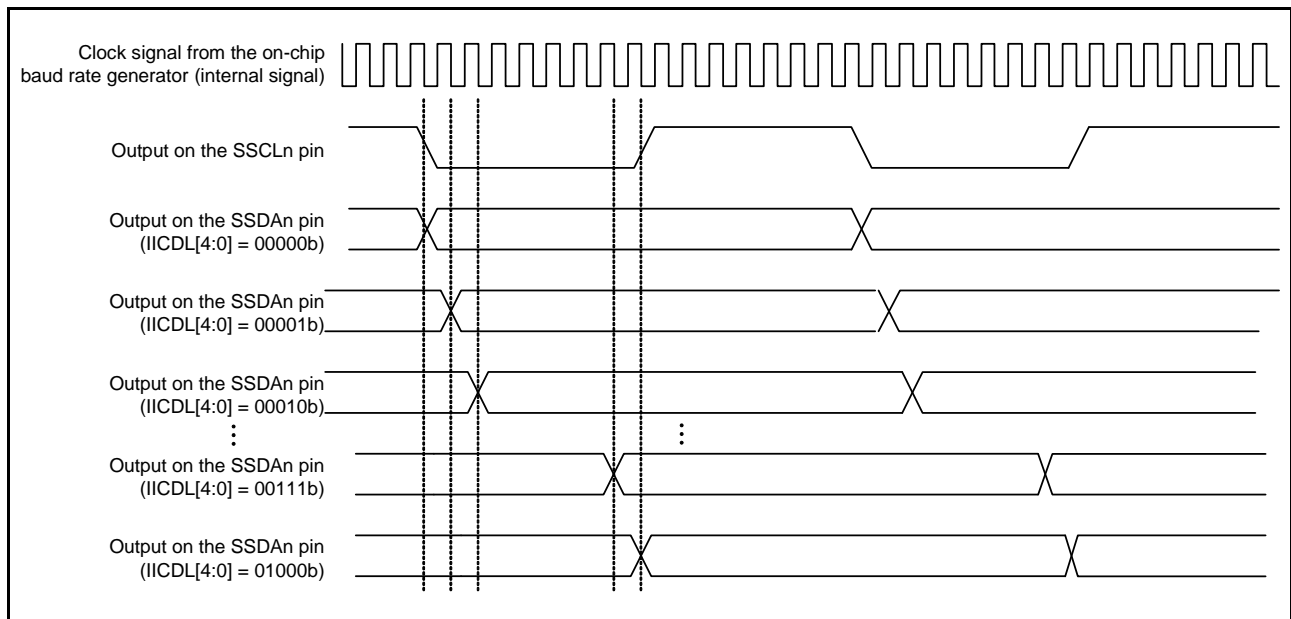 Clock signal from the on-chip
baud rate generator (internal signal)
Output on the SSCLn pin
Output on the SSDAn pin
(IICDL[4:0] = 00000b)
Output on the SSDAn pin
(IICDL[4:0] = 00001b)
Output on the SSDAn pin
(IICDL[4:0] = 00010b)
Output on the SSDAn pin
(IICDL[4:0] = 00111b)
Output on the SSDAn pin
(IICDL[4:0] = 01000b)